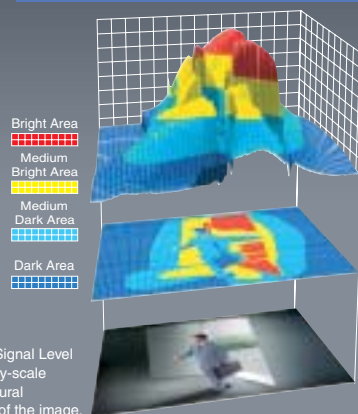 Bright Area
Medium
Bright Area
Medium
Dark Area
Dark Area
Signal Level
y-scale
ural
of the image.